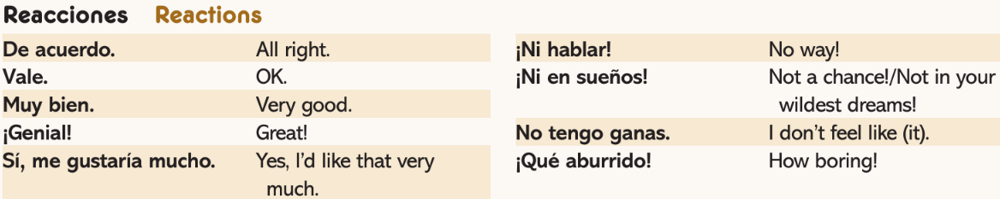 Reacciones Reactions
De acuerdo. All right.
Vale. OK.
Muy bien. Very good.
¡Genial! Great!
Sí, me gustaría mucho. Yes, I'd like that very
much.
¡Ni hablar! No way!
¡Ni en sueños! Not a chance!/Not in your
wildest dreams!
No tengo ganas. I don't feel like (it).
¡Qué aburrido! How boring!